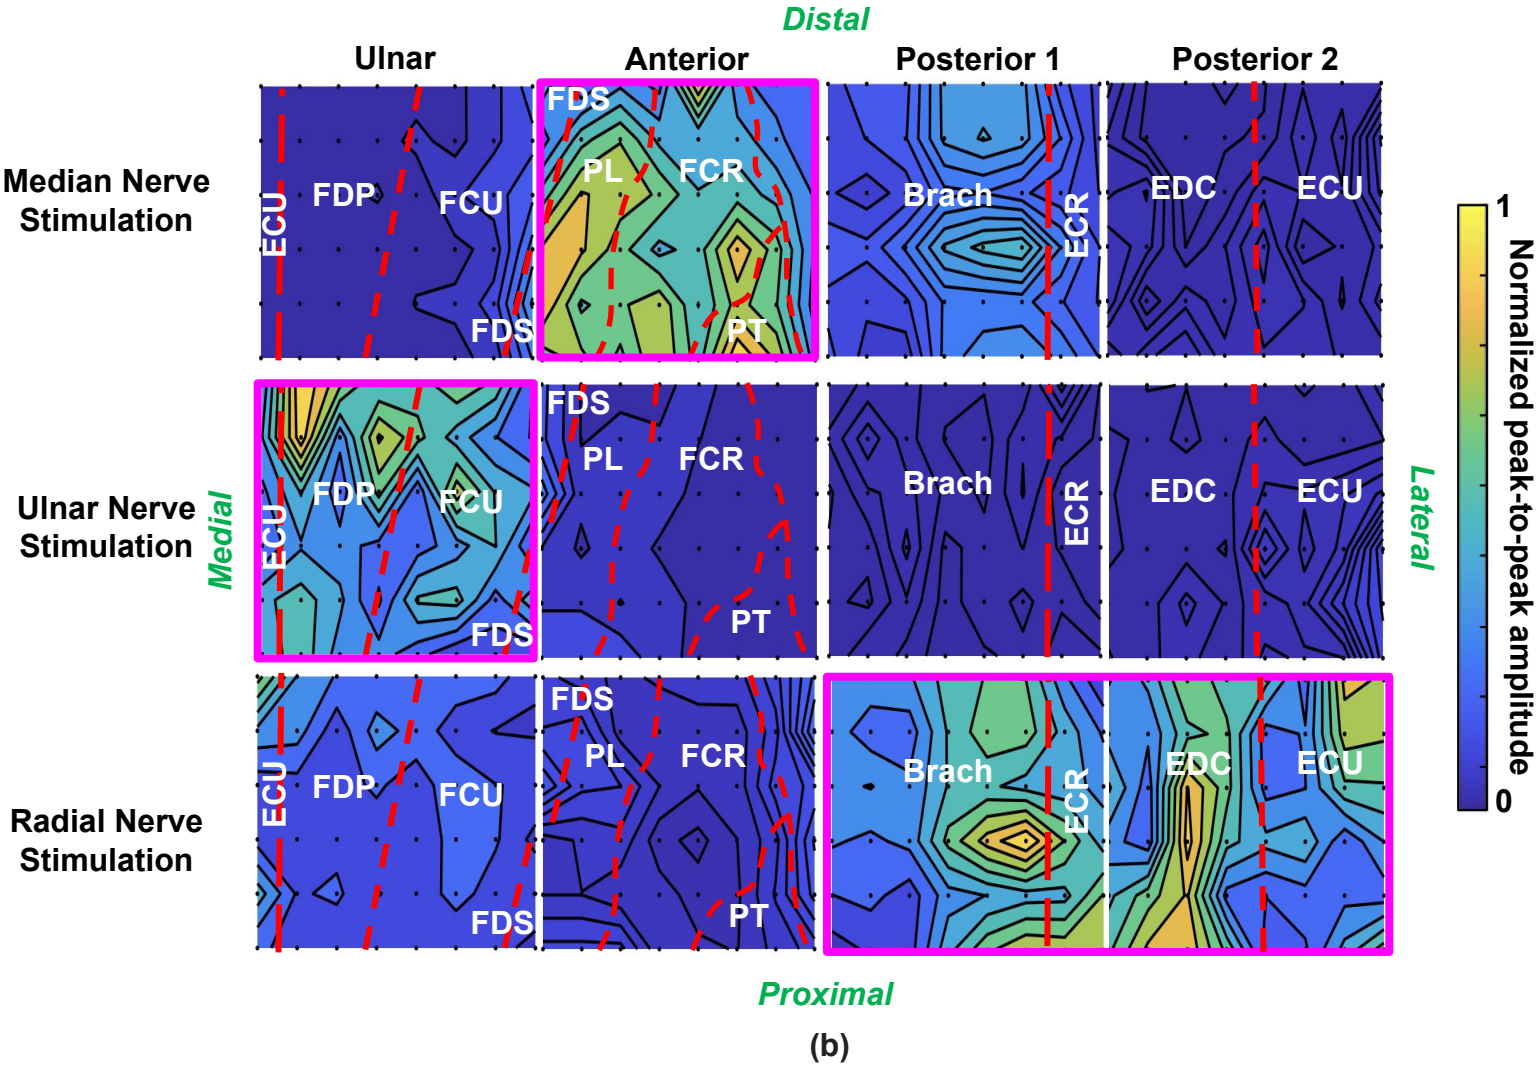 Distal
Ulnar
Anterior
Posterior 1
Posterior 2
Median Nerve
Stimulation
ECU
FDP
FCU
FDS
FDS
PL
FCR
PT
Brach
ECR
EDC
ECU
Ulnar Nerve
Stimulation
Medial
ECU
FDP
FCU
FDS
FDS
PL
FCR
PT
Brach
ECR
EDC
ECU
Lateral
Radial Nerve
Stimulation
ECU
FDP
FCU
FDS
FDS
PL
FCR
PT
Brach
ECR
EDC
ECU
1
Normalized peak-to-peak amplitude
0
Proximal
(b)